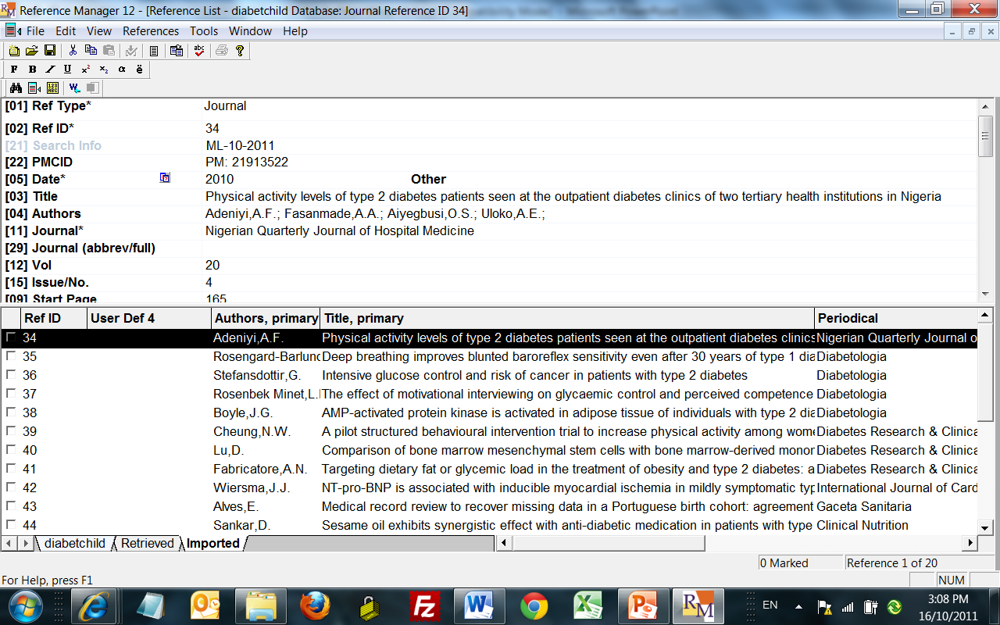 Reference Manager 12 - [Reference List - diabetchild Database: Journal Reference ID 34]
File Edit View References Tools Window Help
F B I U x² x₂ α ë
[01] Ref Type* Journal
[02] Ref ID* 34
[21] Search Info ML-10-2011
[22] PMCID PM: 21913522
[05] Date* 2010 Other
[03] Title Physical activity levels of type 2 diabetes patients seen at the outpatient diabetes clinics of two tertiary health institutions in Nigeria
[04] Authors Adeniyi,A.F.; Fasanmade,A.A.; Aiyegbusi,O.S.; Uloko,A.E.;
[11] Journal* Nigerian Quarterly Journal of Hospital Medicine
[29] Journal (abbrev/full)
[12] Vol 20
[15] Issue/No. 4
[09] Start Page 165
Ref ID User Def 4 Authors, primary Title, primary Periodical
34 Adeniyi,A.F. Physical activity levels of type 2 diabetes patients seen at the outpatient diabetes clinics Nigerian Quarterly Journal o
35 Rosengard-Barlund Deep breathing improves blunted baroreflex sensitivity even after 30 years of type 1 dia Diabetologia
36 Stefansdottir,G. Intensive glucose control and risk of cancer in patients with type 2 diabetes Diabetologia
37 Rosenbek Minet,L. The effect of motivational interviewing on glycaemic control and perceived competence Diabetologia
38 Boyle,J.G. AMP-activated protein kinase is activated in adipose tissue of individuals with type 2 dia Diabetologia
39 Cheung,N.W. A pilot structured behavioural intervention trial to increase physical activity among wome Diabetes Research & Clinica
40 Lu,D. Comparison of bone marrow mesenchymal stem cells with bone marrow-derived monor Diabetes Research & Clinica
41 Fabricatore,A.N. Targeting dietary fat or glycemic load in the treatment of obesity and type 2 diabetes: a Diabetes Research & Clinica
42 Wiersma,J.J. NT-pro-BNP is associated with inducible myocardial ischemia in mildly symptomatic typ International Journal of Card
43 Alves,E. Medical record review to recover missing data in a Portuguese birth cohort: agreement Gaceta Sanitaria
44 Sankar,D. Sesame oil exhibits synergistic effect with anti-diabetic medication in patients with type Clinical Nutrition
diabetchild Retrieved Imported
0 Marked Reference 1 of 20
For Help, press F1 NUM
EN 3:08 PM
16/10/2011